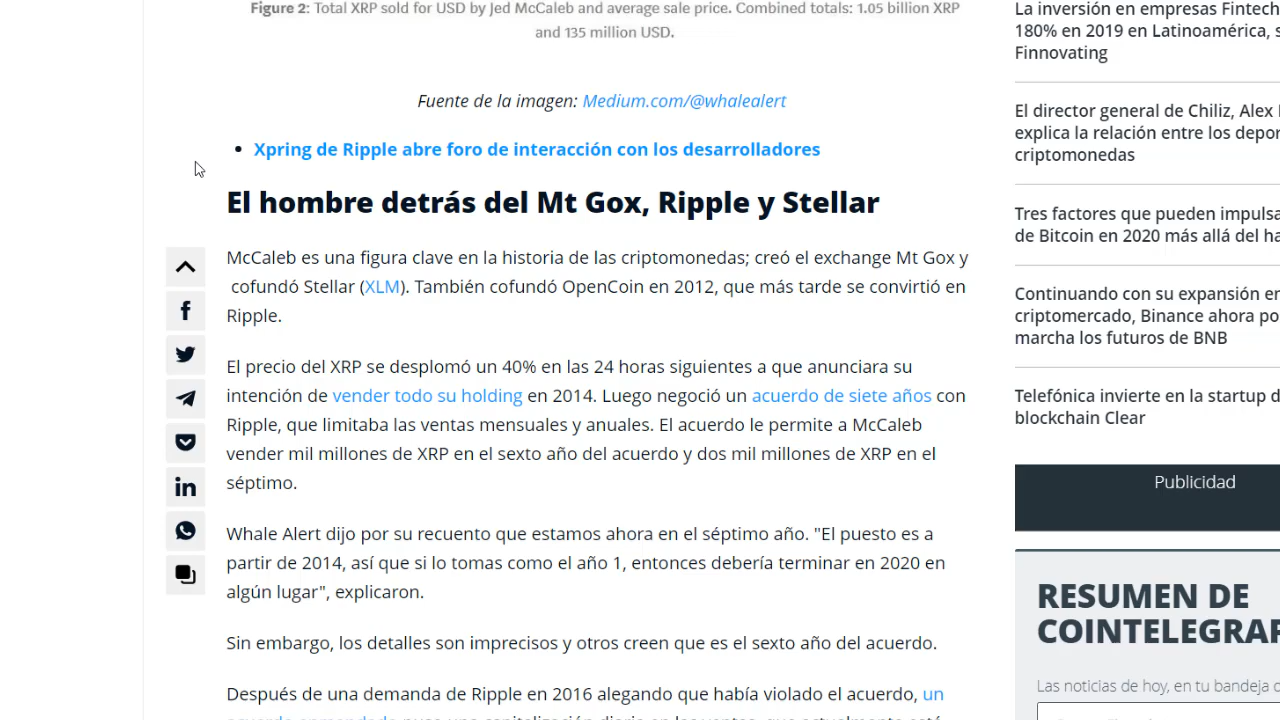 Figure 2: Total XRP sold for USD by Jed McCaleb and average sale price. Combined totals: 1.05 billion XRP
and 135 million USD.
Fuente de la imagen: Medium.com/@whalealert
• Xpring de Ripple abre foro de interacción con los desarrolladores
El hombre detrás del Mt Gox, Ripple y Stellar
McCaleb es una figura clave en la historia de las criptomonedas; creó el exchange Mt Gox y
cofundó Stellar (XLM). También cofundó OpenCoin en 2012, que más tarde se convirtió en
Ripple.
El precio del XRP se desplomó un 40% en las 24 horas siguientes a que anunciara su
intención de vender todo su holding en 2014. Luego negoció un acuerdo de siete años con
Ripple, que limitaba las ventas mensuales y anuales. El acuerdo le permite a McCaleb
vender mil millones de XRP en el sexto año del acuerdo y dos mil millones de XRP en el
séptimo.
Whale Alert dijo por su recuento que estamos ahora en el séptimo año. "El puesto es a
partir de 2014, así que si lo tomas como el año 1, entonces debería terminar en 2020 en
algún lugar", explicaron.
Sin embargo, los detalles son imprecisos y otros creen que es el sexto año del acuerdo.
Después de una demanda de Ripple en 2016 alegando que había violado el acuerdo, un
La inversión en empresas Fintech
180% en 2019 en Latinoamérica, s
Finnovating
El director general de Chiliz, Alex
explica la relación entre los depor
criptomonedas
Tres factores que pueden impulsa
de Bitcoin en 2020 más allá del ha
Continuando con su expansión en
criptomercado, Binance ahora po
marcha los futuros de BNB
Telefónica invierte en la startup d
blockchain Clear
Publicidad
RESUMEN DE
COINTELEGRAP
Las noticias de hoy, en tu bandeja d